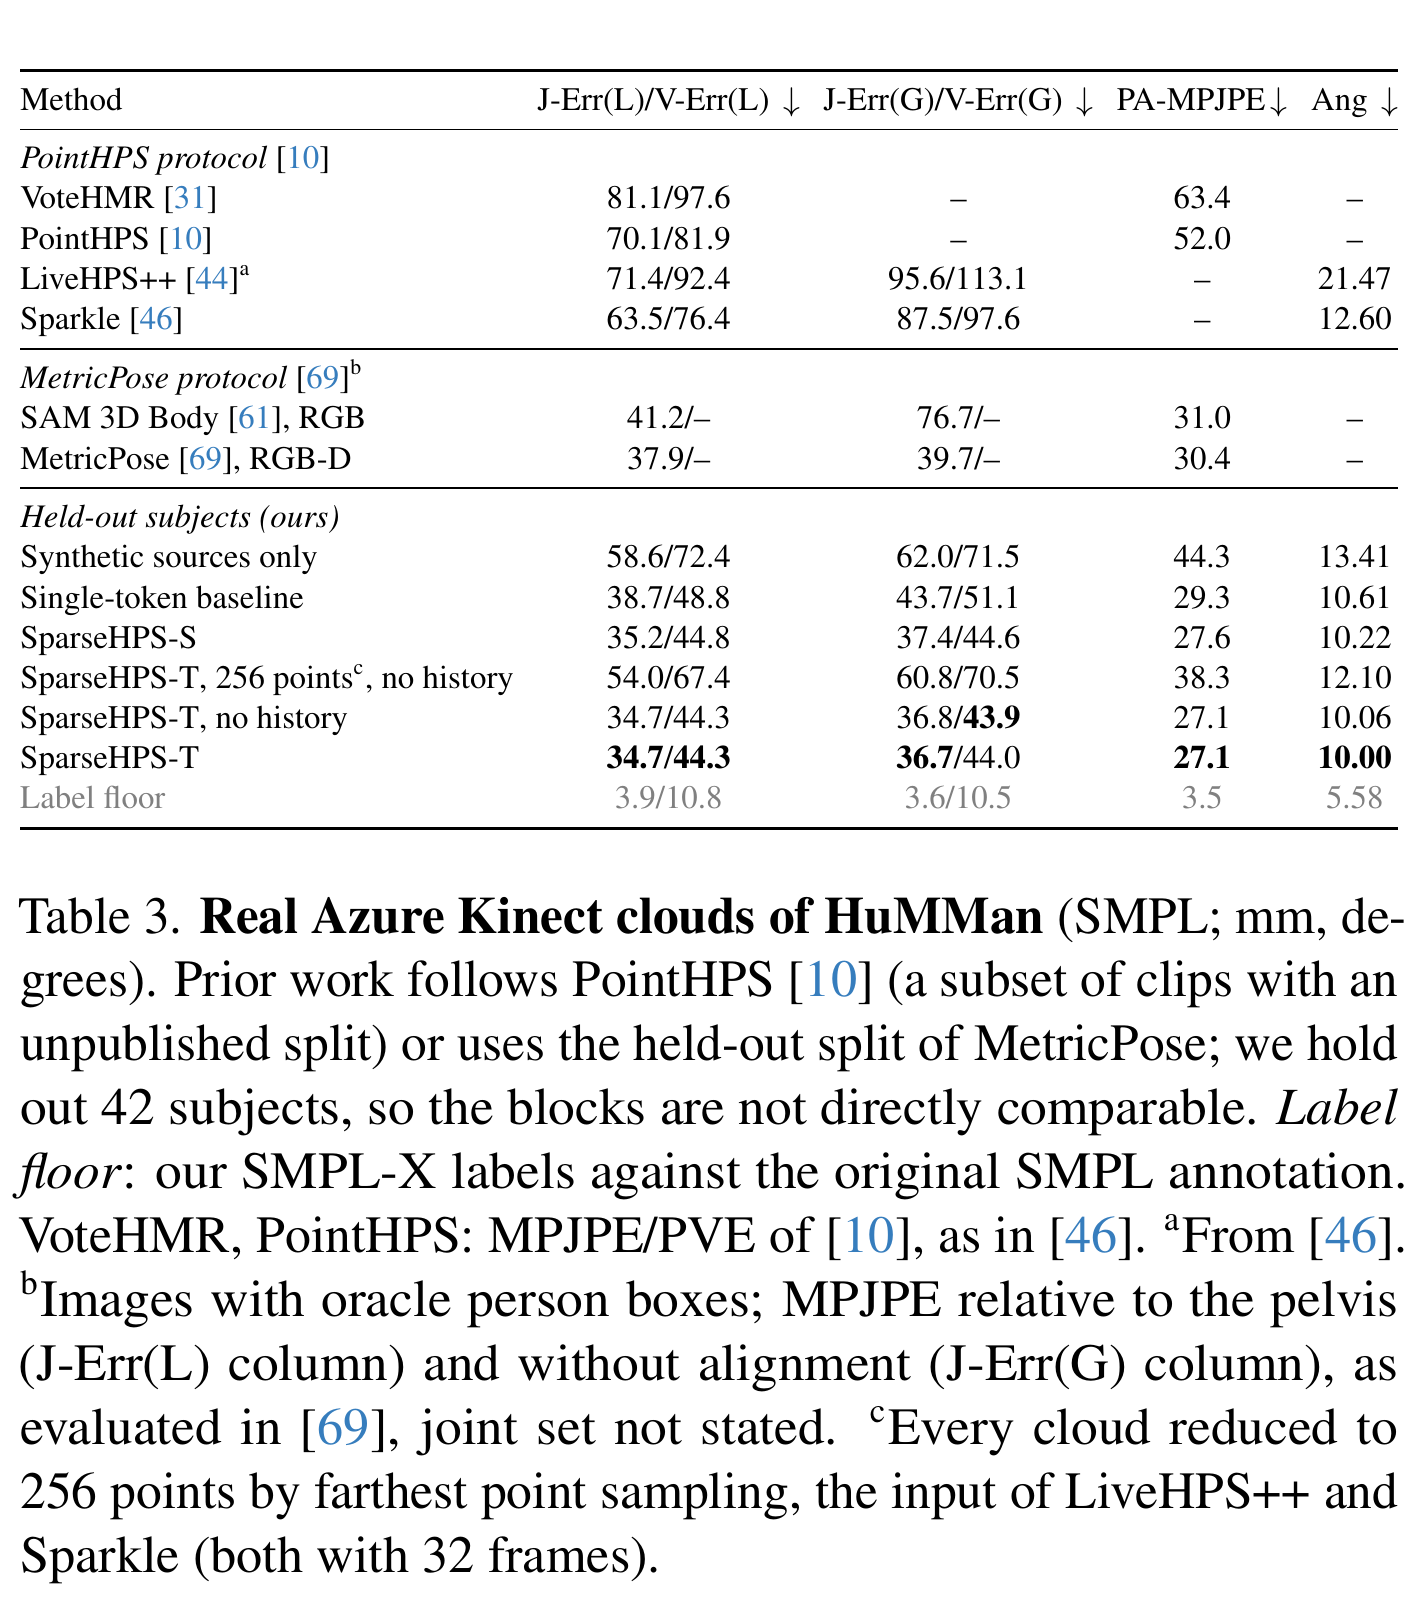 Method J-Err(L)/V-Err(L) ↓ J-Err(G)/V-Err(G) ↓ PA-MPJPE↓ Ang ↓
PointHPS protocol [10]
VoteHMR [31] 81.1/97.6 – 63.4 –
PointHPS [10] 70.1/81.9 – 52.0 –
LiveHPS++ [44]a 71.4/92.4 95.6/113.1 – 21.47
Sparkle [46] 63.5/76.4 87.5/97.6 – 12.60
MetricPose protocol [69]b
SAM 3D Body [61], RGB 41.2/– 76.7/– 31.0 –
MetricPose [69], RGB-D 37.9/– 39.7/– 30.4 –
Held-out subjects (ours)
Synthetic sources only 58.6/72.4 62.0/71.5 44.3 13.41
Single-token baseline 38.7/48.8 43.7/51.1 29.3 10.61
SparseHPS-S 35.2/44.8 37.4/44.6 27.6 10.22
SparseHPS-T, 256 pointsc, no history 54.0/67.4 60.8/70.5 38.3 12.10
SparseHPS-T, no history 34.7/44.3 36.8/43.9 27.1 10.06
SparseHPS-T 34.7/44.3 36.7/44.0 27.1 10.00
Label floor 3.9/10.8 3.6/10.5 3.5 5.58
Table 3. Real Azure Kinect clouds of HuMMan (SMPL; mm, de-
grees). Prior work follows PointHPS [10] (a subset of clips with an
unpublished split) or uses the held-out split of MetricPose; we hold
out 42 subjects, so the blocks are not directly comparable. Label
floor: our SMPL-X labels against the original SMPL annotation.
VoteHMR, PointHPS: MPJPE/PVE of [10], as in [46]. aFrom [46].
bImages with oracle person boxes; MPJPE relative to the pelvis
(J-Err(L) column) and without alignment (J-Err(G) column), as
evaluated in [69], joint set not stated. cEvery cloud reduced to
256 points by farthest point sampling, the input of LiveHPS++ and
Sparkle (both with 32 frames).